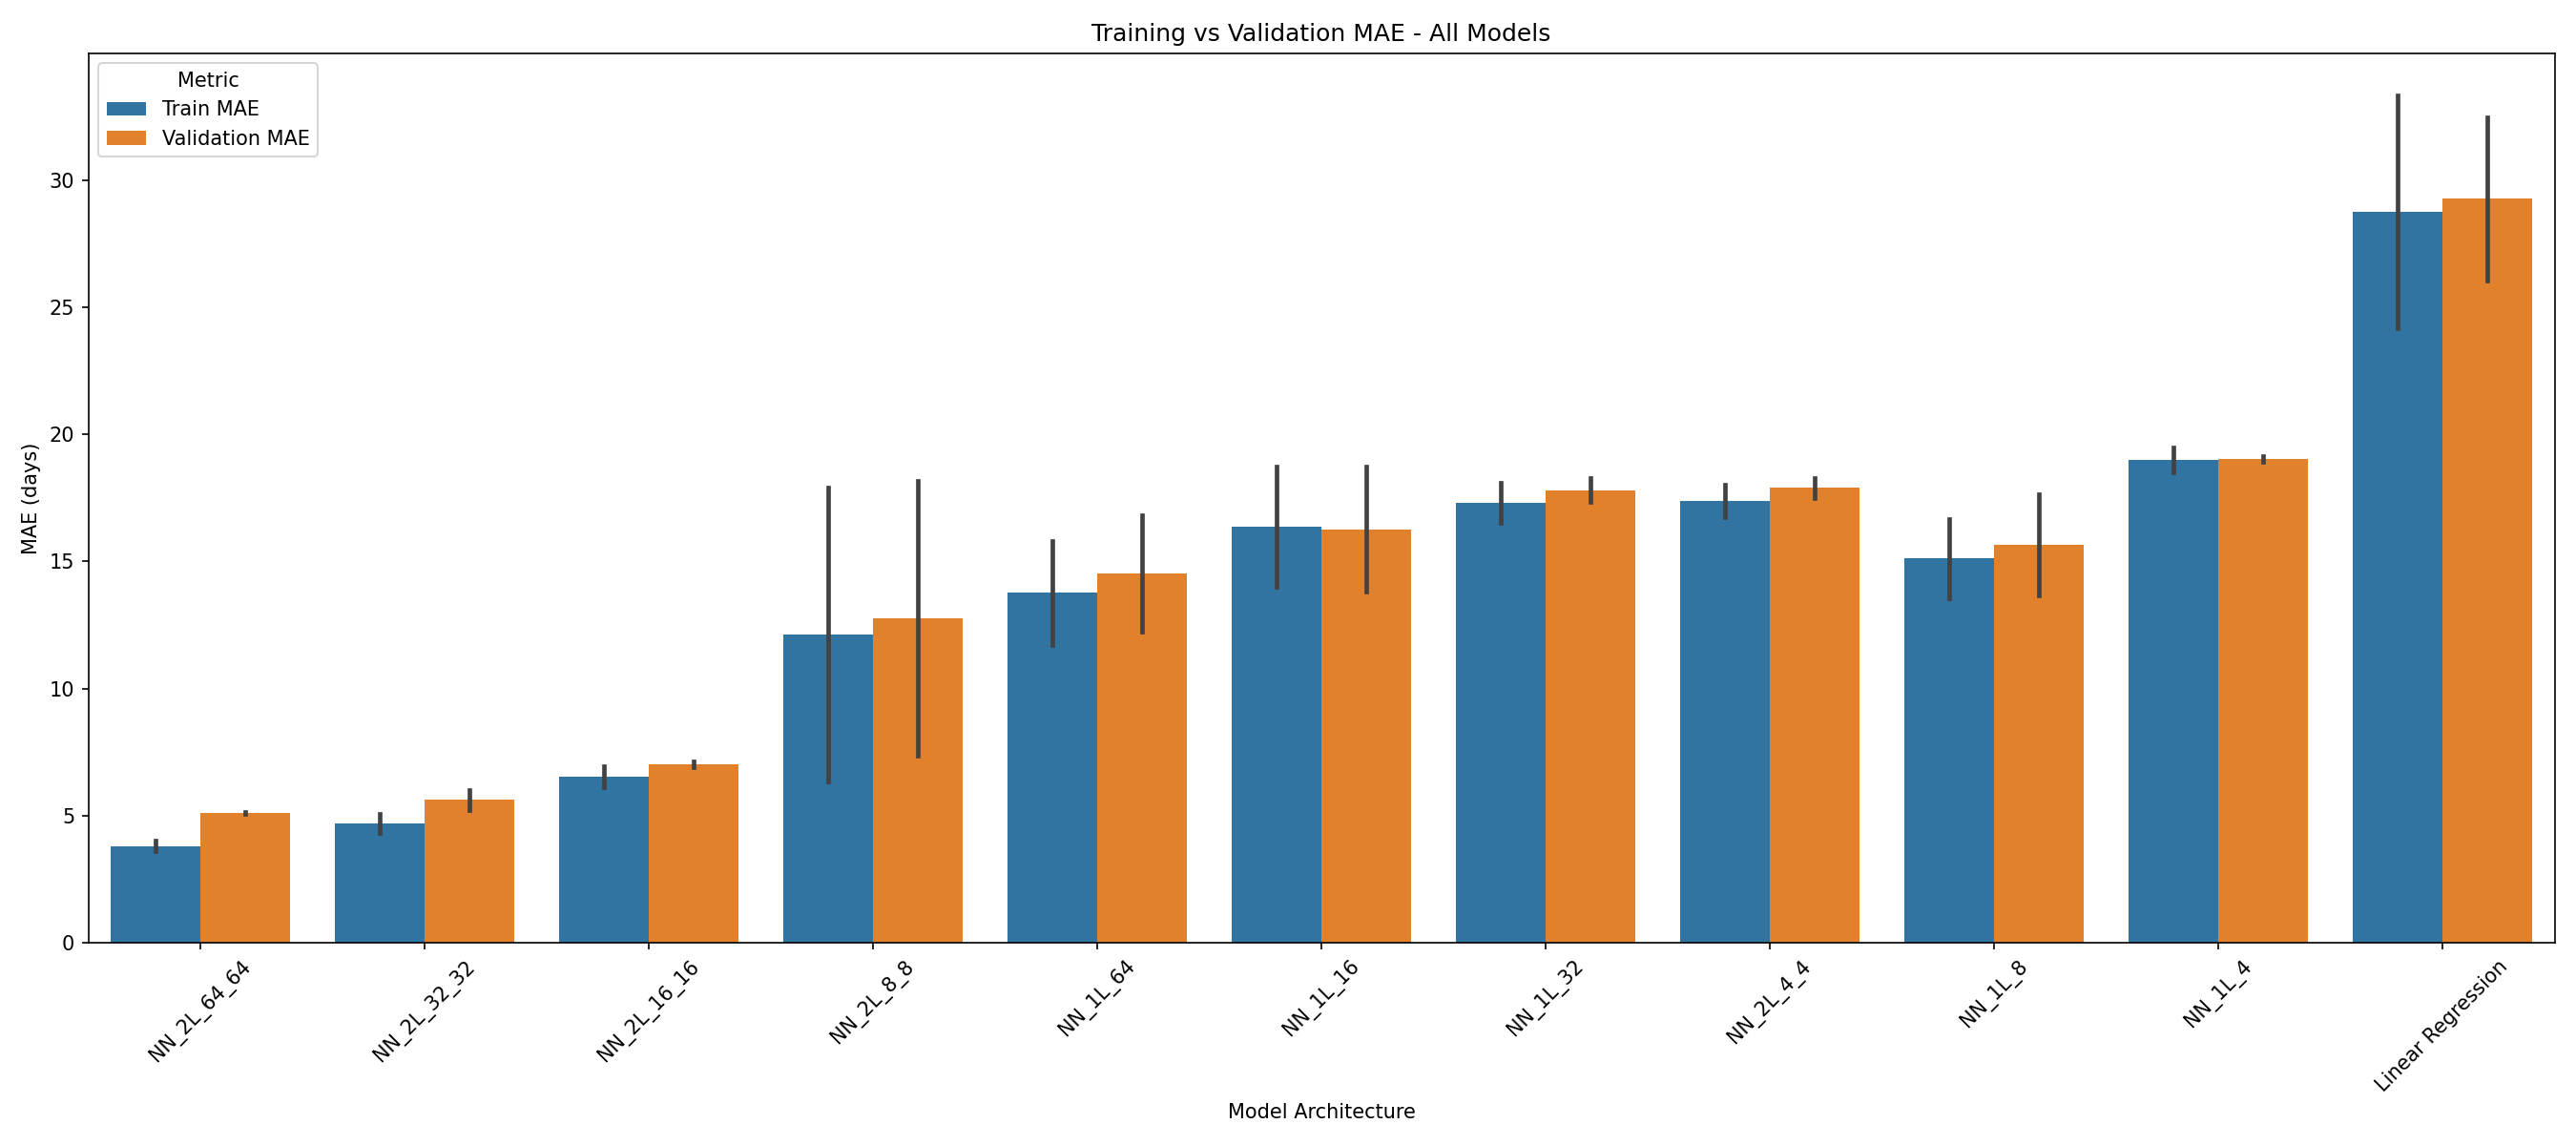 Training vs Validation MAE - All Models
Metric
Train MAE
Validation MAE
MAE (days)
30
25
20
15
10
5
0
NN_2L_64_64
NN_2L_32_32
NN_2L_16_16
NN_2L_8_8
NN_1L_64
NN_1L_16
NN_1L_32
NN_2L_4_4
NN_1L_8
NN_1L_4
Linear Regression
Model Architecture